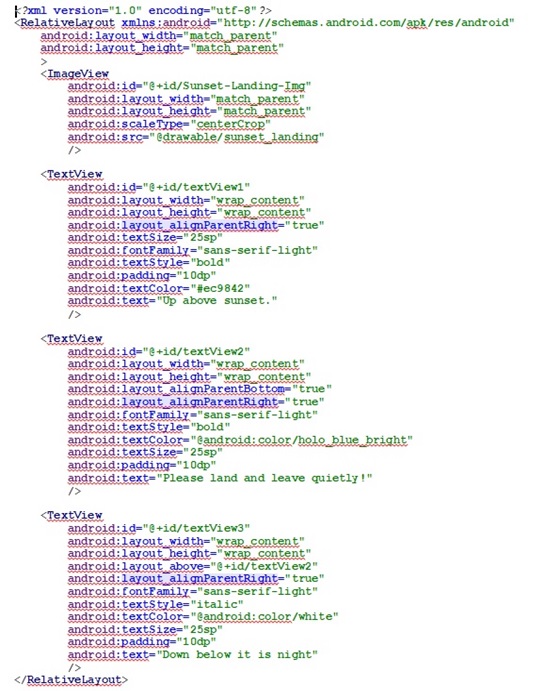 <?xml version="1.0" encoding="utf-8"?>
<RelativeLayout xmlns:android="http://schemas.android.com/apk/res/android"
android:layout_width="match_parent"
android:layout_height="match_parent"
>
<ImageView
android:id="@+id/Sunset-Landing-Img"
android:layout_width="match_parent"
android:layout_height="match_parent"
android:scaleType="centerCrop"
android:src="@drawable/sunset_landing"
/>
<TextView
android:id="@+id/textView1"
android:layout_width="wrap_content"
android:layout_height="wrap_content"
android:layout_alignParentRight="true"
android:textSize="25sp"
android:fontFamily="sans-serif-light"
android:textStyle="bold"
android:padding="10dp"
android:textColor="#ec9842"
android:text="Up above sunset."
/>
<TextView
android:id="@+id/textView2"
android:layout_width="wrap_content"
android:layout_height="wrap_content"
android:layout_alignParentBottom="true"
android:layout_alignParentRight="true"
android:fontFamily="sans-serif-light"
android:textStyle="bold"
android:textColor="@android:color/holo_blue_bright"
android:textSize="25sp"
android:padding="10dp"
android:text="Please land and leave quietly!"
/>
<TextView
android:id="@+id/textView3"
android:layout_width="wrap_content"
android:layout_height="wrap_content"
android:layout_above="@+id/textView2"
android:layout_alignParentRight="true"
android:fontFamily="sans-serif-light"
android:textStyle="italic"
android:textColor="@android:color/white"
android:textSize="25sp"
android:padding="10dp"
android:text="Down below it is night"
/>
</RelativeLayout>